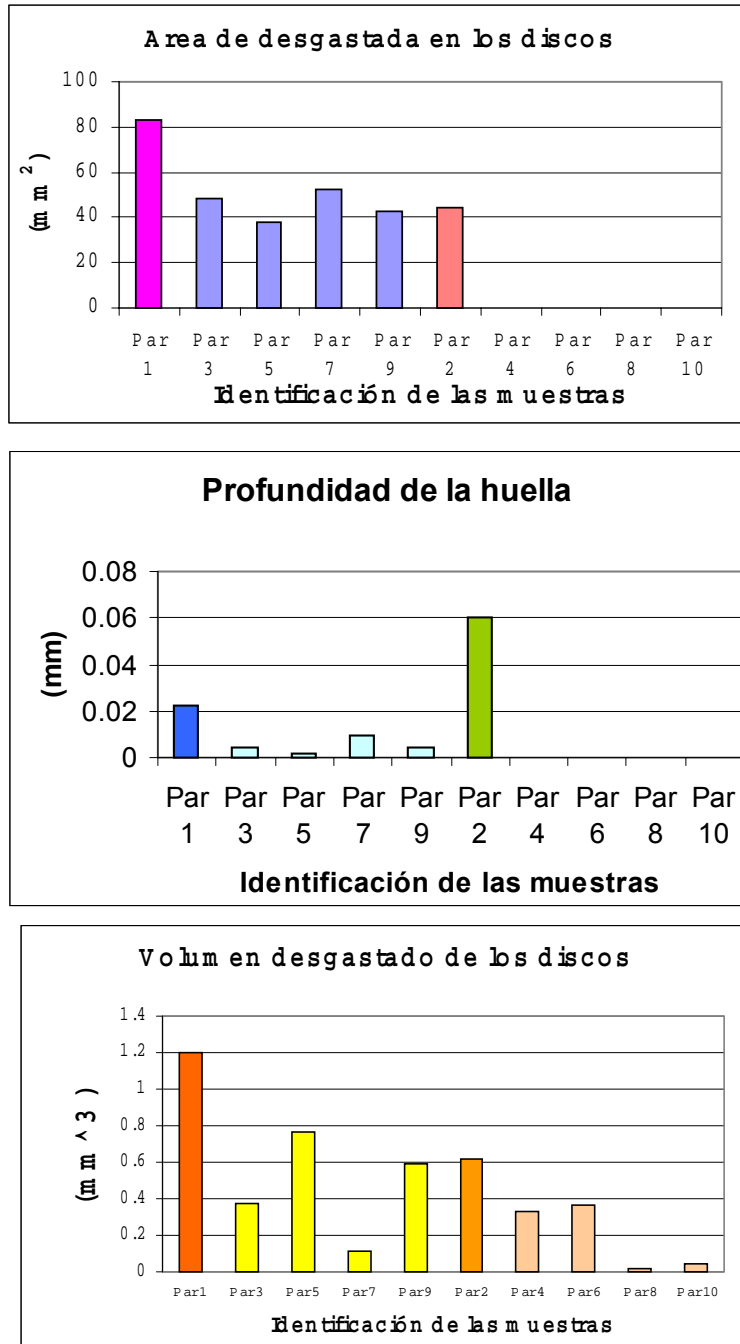 Area de desgastada en los discos
100
80
60
40
20
0
(mm²)
Par Par Par Par Par Par Par Par Par Par
1 3 5 7 9 2 4 6 8 10
Identificación de las muestras
Profundidad de la huella
0.08
0.06
0.04
0.02
0
(mm)
Par Par Par Par Par Par Par Par Par Par
1 3 5 7 9 2 4 6 8 10
Identificación de las muestras
Volumen desgastado de los discos
1.4
1.2
1
0.8
0.6
0.4
0.2
0
(mm^3)
Par1 Par3 Par5 Par7 Par9 Par2 Par4 Par6 Par8 Par10
Identificación de las muestras